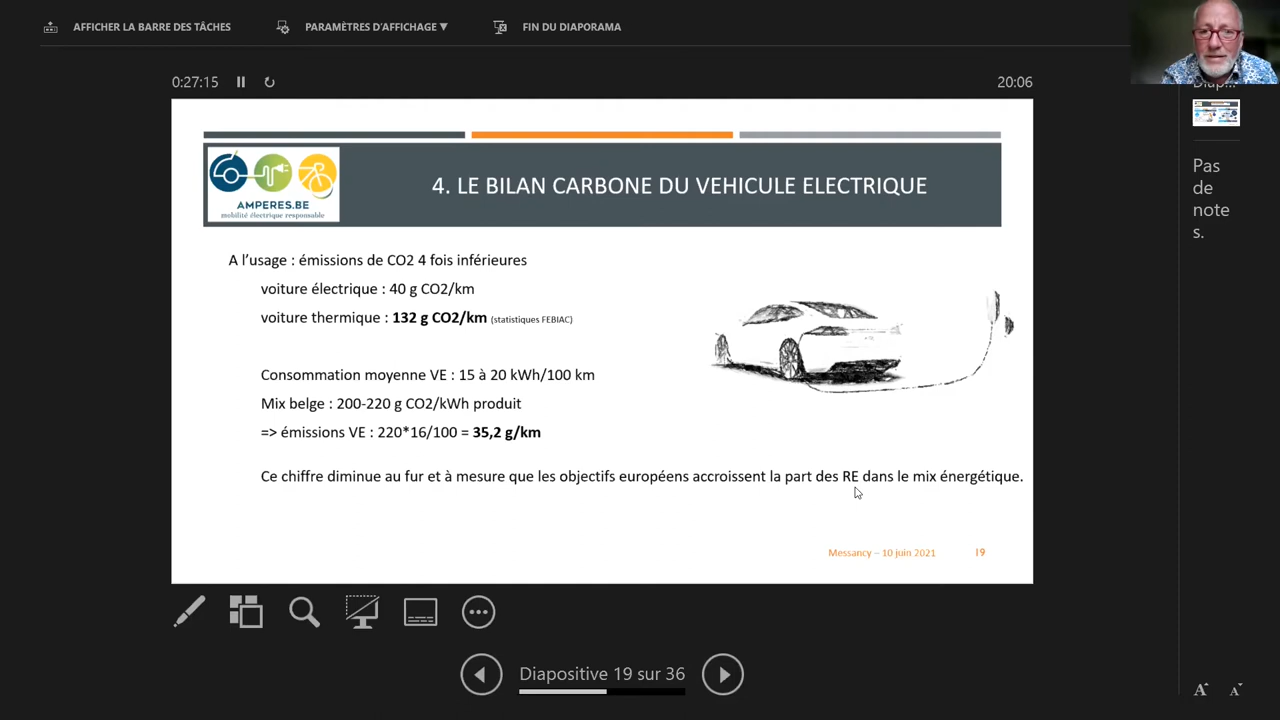 AFFICHER LA BARRE DES TÂCHES
PARAMÈTRES D'AFFICHAGE ▼
FIN DU DIAPORAMA
0:27:15
20:06
Diap...
4. LE BILAN CARBONE DU VEHICULE ELECTRIQUE
AMPERES.BE
mobilité électrique responsable
A l’usage : émissions de CO2 4 fois inférieures
voiture électrique : 40 g CO2/km
voiture thermique : 132 g CO2/km (statistiques FEBIAC)
Consommation moyenne VE : 15 à 20 kWh/100 km
Mix belge : 200-220 g CO2/kWh produit
=> émissions VE : 220*16/100 = 35,2 g/km
Ce chiffre diminue au fur et à mesure que les objectifs européens accroissent la part des RE dans le mix énergétique.
Messancy – 10 juin 2021
19
Pas
de
note
s.
Diapositive 19 sur 36
A
A